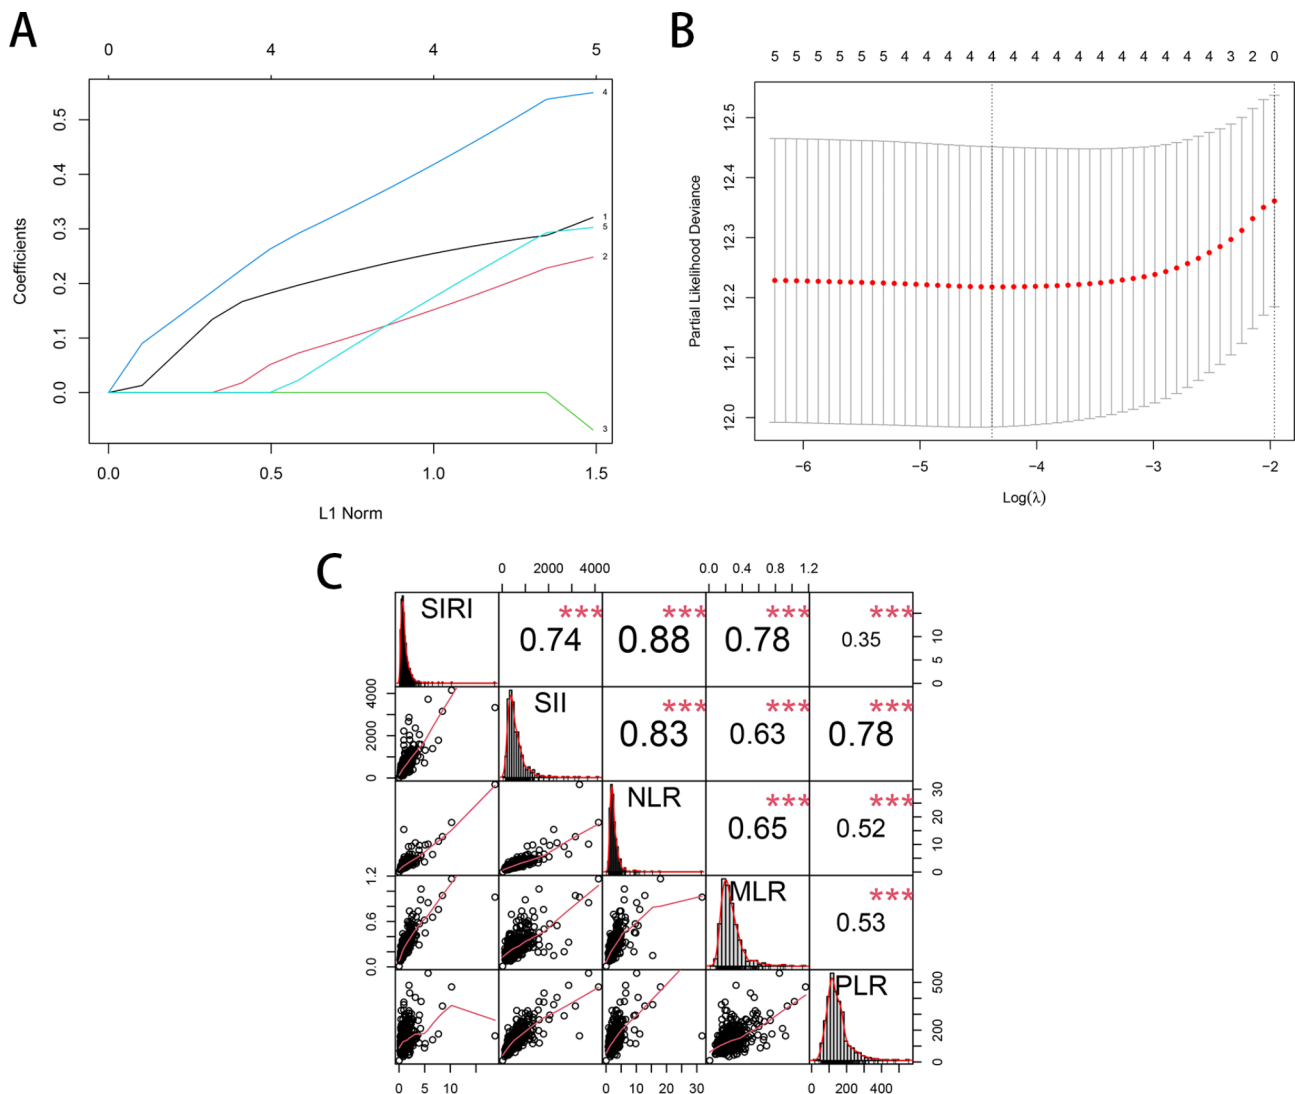 A
0 4 4 5
Coefficients
0.5
0.4
0.3
0.2
0.1
0.0
4
1
5
2
3
0.0 0.5 1.0 1.5
L1 Norm
B
5 5 5 5 5 5 4 4 4 4 4 4 4 4 4 4 4 4 4 4 4 3 2 0
Partial Likelihood Deviance
12.5
12.4
12.3
12.2
12.1
12.0
−6 −5 −4 −3 −2
Log(λ)
C
0 2000 4000 0.0 0.4 0.8 1.2
SIRI *** *** *** ***
0.74 0.88 0.78 0.35
10
5
0
4000
2000
0
SII *** *** ***
0.83 0.63 0.78
NLR *** ***
0.65 0.52
30
20
10
0
1.2
0.6
0.0
MLR ***
0.53
PLR
500
200
0
0 5 10 0 10 20 30 0 200 400